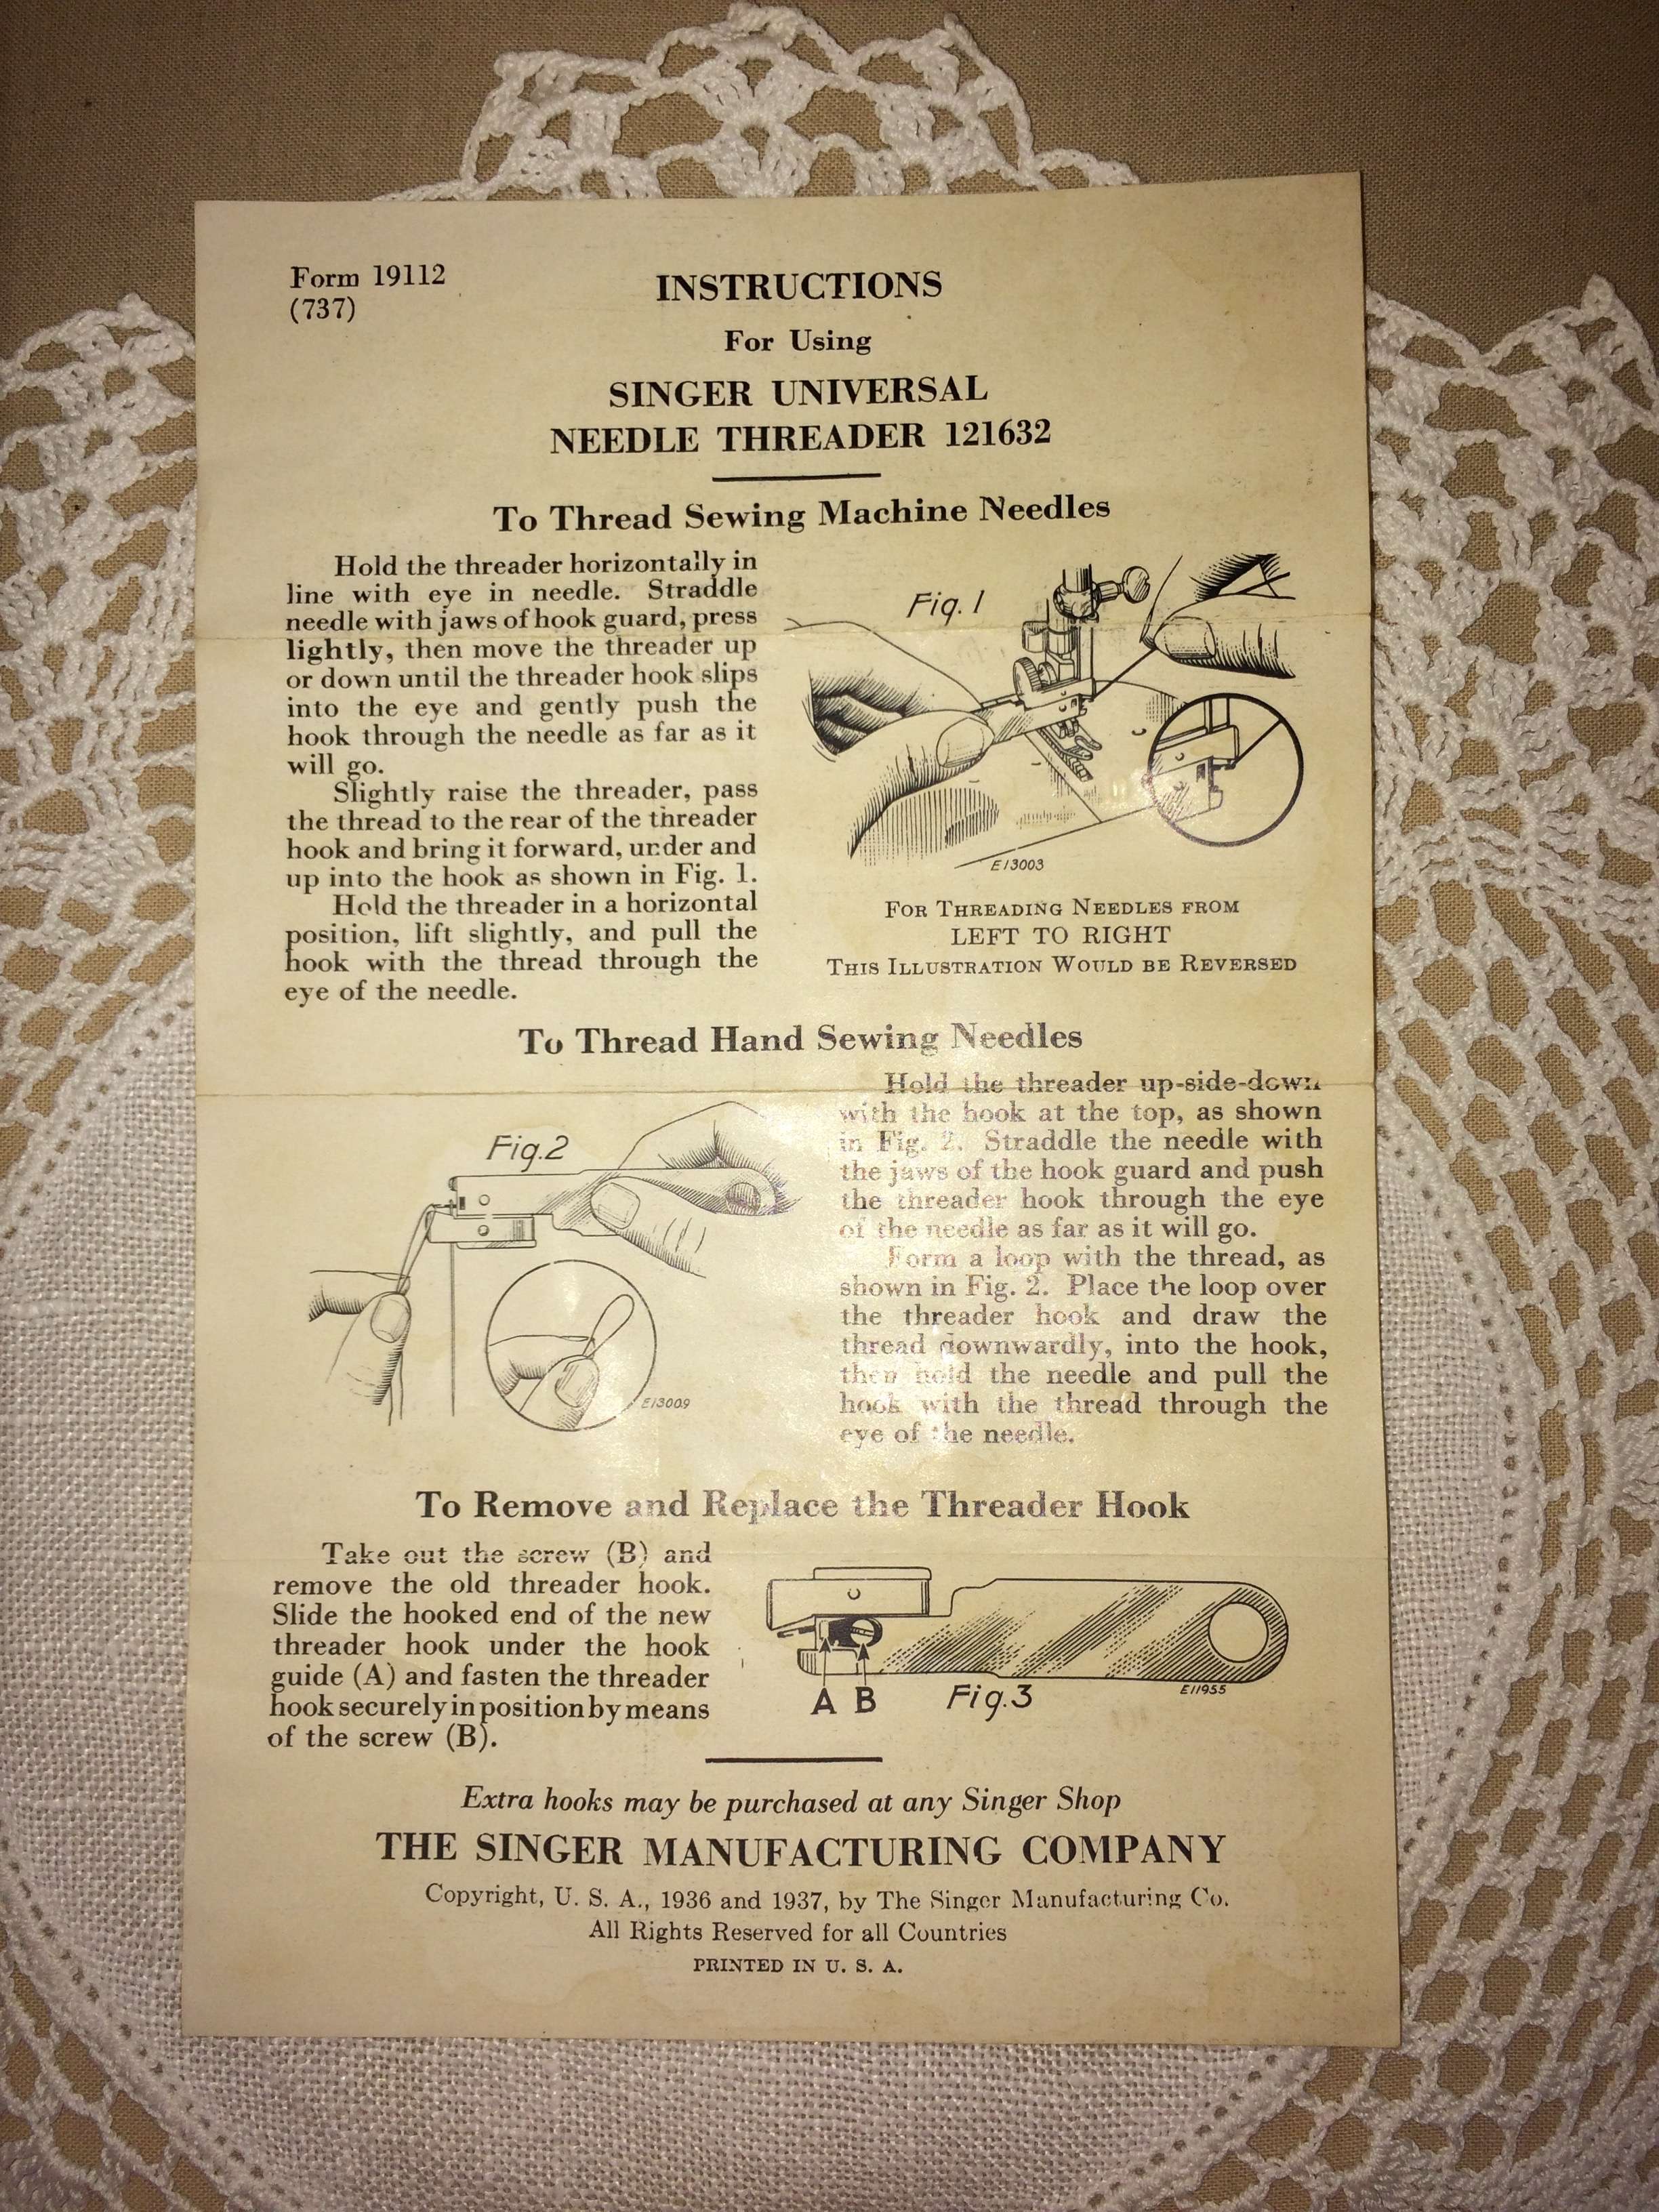 Form 19112
(737)
INSTRUCTIONS
For Using
SINGER UNIVERSAL
NEEDLE THREADER 121632
To Thread Sewing Machine Needles
Hold the threader horizontally in
line with eye in needle. Straddle
needle with jaws of hook guard, press
lightly, then move the threader up
or down until the threader hook slips
into the eye and gently push the
hook through the needle as far as it
will go.
Slightly raise the threader, pass
the thread to the rear of the threader
hook and bring it forward, under and
up into the hook as shown in Fig. 1.
Hold the threader in a horizontal
position, lift slightly, and pull the
hook with the thread through the
eye of the needle.
Fig. 1
E13003
FOR THREADING NEEDLES FROM
LEFT TO RIGHT
THIS ILLUSTRATION WOULD BE REVERSED
To Thread Hand Sewing Needles
Fig. 2
E13009
Hold the threader up-side-down
with the hook at the top, as shown
in Fig. 2. Straddle the needle with
the jaws of the hook guard and push
the threader hook through the eye
of the needle as far as it will go.
Form a loop with the thread, as
shown in Fig. 2. Place the loop over
the threader hook and draw the
thread downwardly, into the hook,
then hold the needle and pull the
hook with the thread through the
eye of the needle.
To Remove and Replace the Threader Hook
Take out the screw (B) and
remove the old threader hook.
Slide the hooked end of the new
threader hook under the hook
guide (A) and fasten the threader
hook securely in position by means
of the screw (B).
A B Fig. 3
E11955
Extra hooks may be purchased at any Singer Shop
THE SINGER MANUFACTURING COMPANY
Copyright, U. S. A., 1936 and 1937, by The Singer Manufacturing Co.
All Rights Reserved for all Countries
PRINTED IN U. S. A.